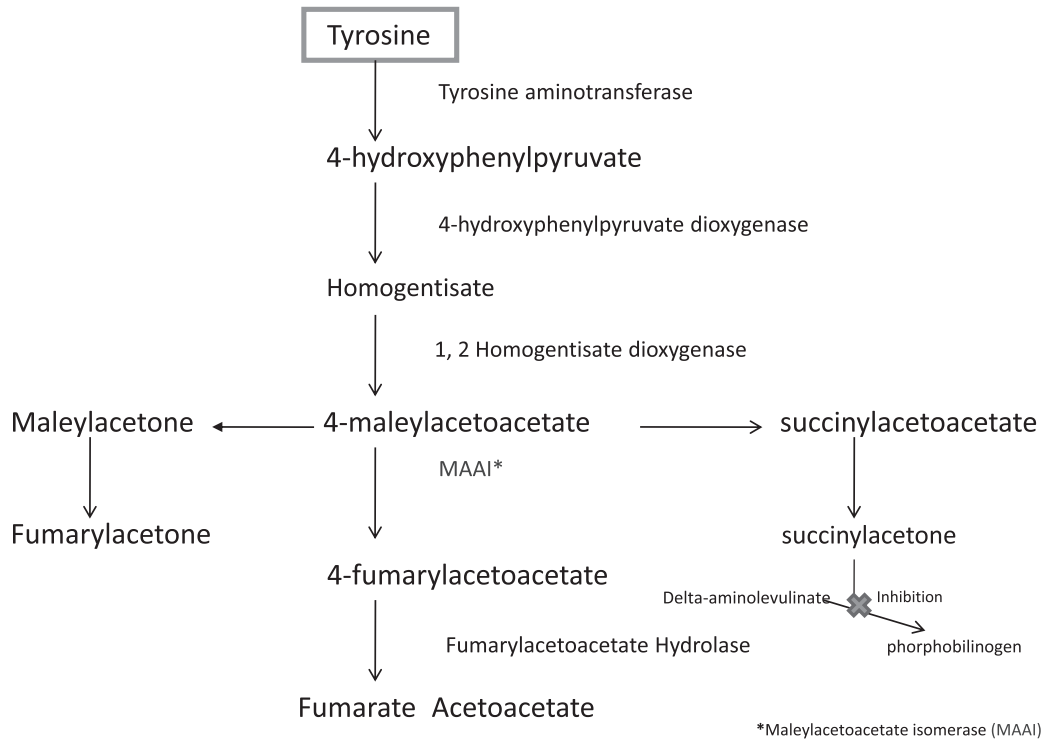 Tyrosine
Tyrosine aminotransferase
4-hydroxyphenylpyruvate
4-hydroxyphenylpyruvate dioxygenase
Homogentisate
1, 2 Homogentisate dioxygenase
Maleylacetone
4-maleylacetoacetate
succinylacetoacetate
MAAI*
Fumarylacetone
succinylacetone
4-fumarylacetoacetate
Delta-aminolevulinate
Inhibition
Fumarylacetoacetate Hydrolase
phorphobilinogen
Fumarate Acetoacetate
*Maleylacetoacetate isomerase (MAAI)